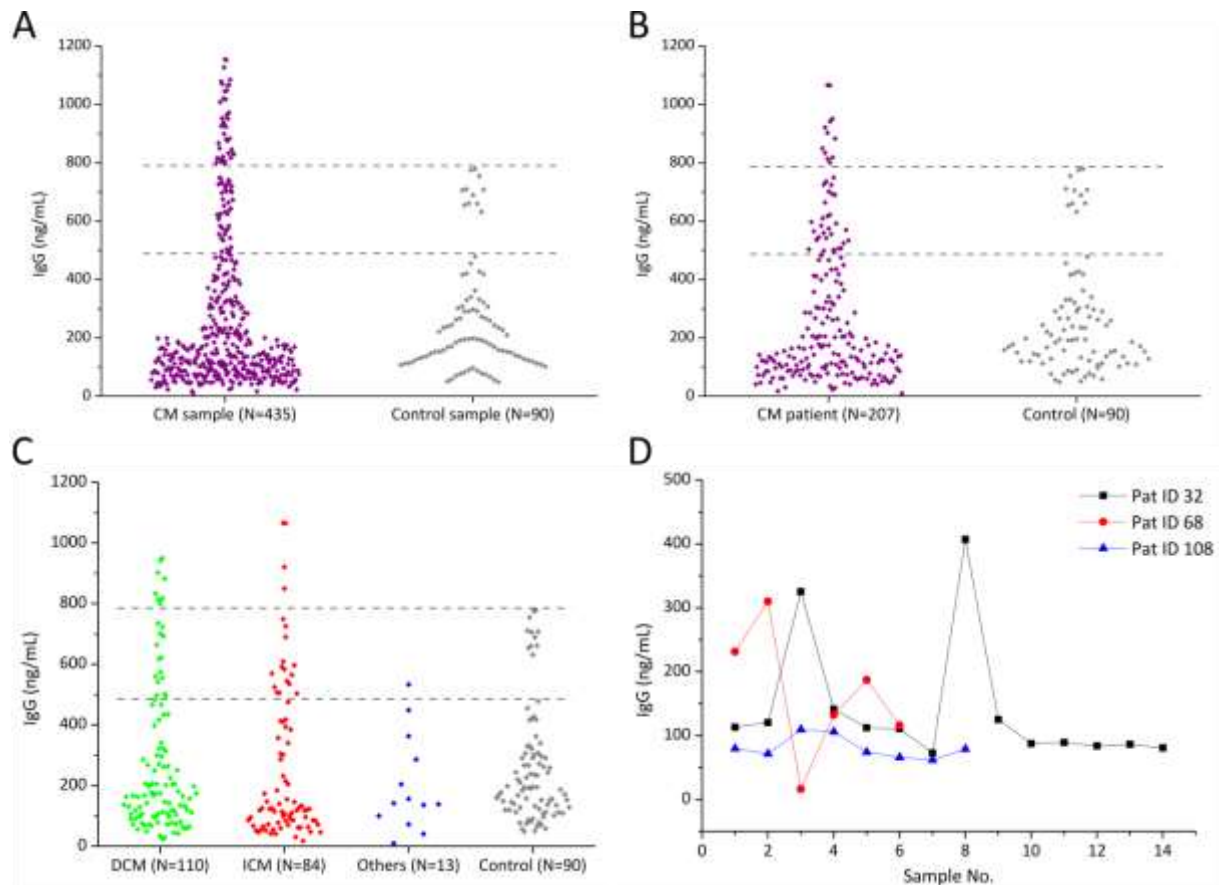 A
1200
1000
800
600
400
200
0
IgG (ng/mL)
CM sample (N=435)
Control sample (N=90)
B
1200
1000
800
600
400
200
0
IgG (ng/mL)
CM patient (N=207)
Control (N=90)
C
1200
1000
800
600
400
200
0
IgG (ng/mL)
DCM (N=110)
ICM (N=84)
Others (N=13)
Control (N=90)
D
500
400
300
200
100
0
IgG (ng/mL)
Pat ID 32
Pat ID 68
Pat ID 108
0 2 4 6 8 10 12 14
Sample No.